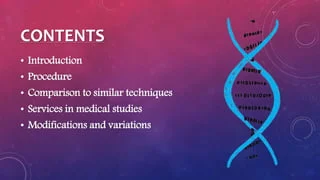 CONTENTS
• Introduction
• Procedure
• Comparison to similar techniques
• Services in medical studies
• Modifications and variations